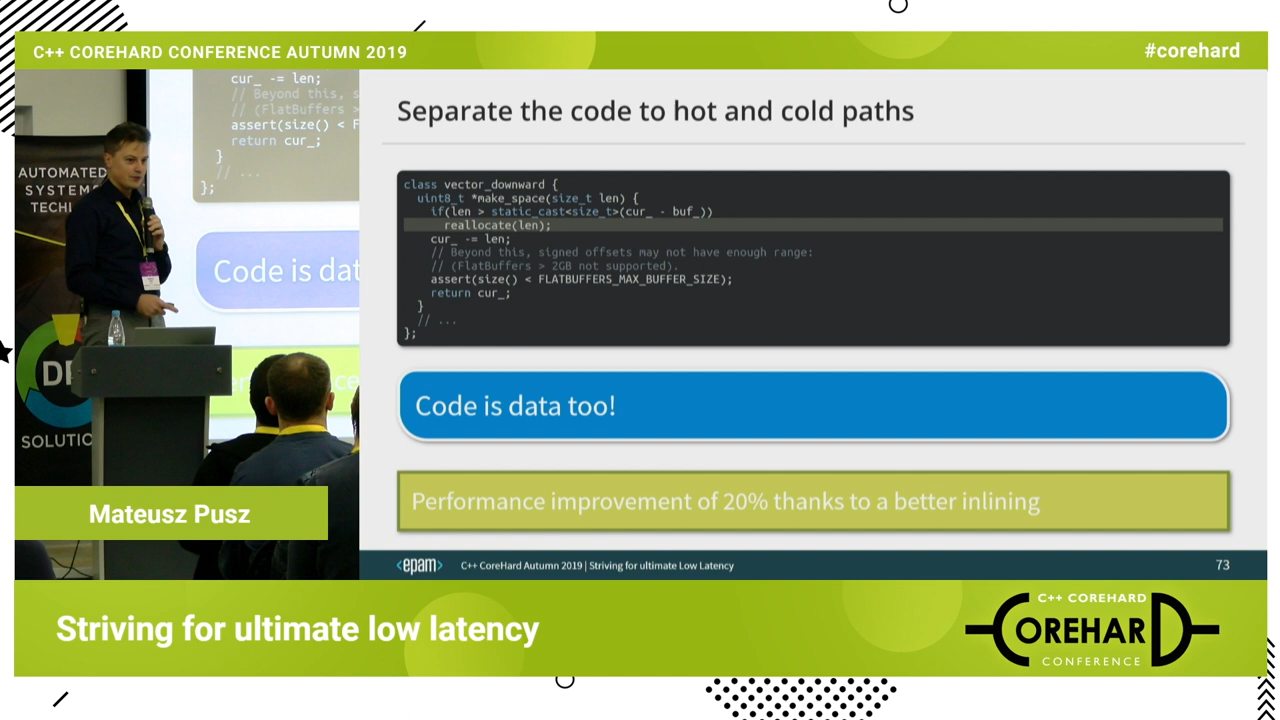 C++ COREHARD CONFERENCE AUTUMN 2019
#corehard
cur_ -= len;
// Beyond this, s
// (FlatBuffers >
assert(size() < F
return cur_;
}
// ...
};
Code is dat
AUTOMATED
SYSTEM
TECH
SOLUTIO
Mateusz Pusz
Separate the code to hot and cold paths
class vector_downward {
uint8_t *make_space(size_t len) {
if(len > static_cast<size_t>(cur_ - buf_))
reallocate(len);
cur_ -= len;
// Beyond this, signed offsets may not have enough range:
// (FlatBuffers > 2GB not supported).
assert(size() < FLATBUFFERS_MAX_BUFFER_SIZE);
return cur_;
}
// ...
};
Code is data too!
Performance improvement of 20% thanks to a better inlining
<epam>
C++ CoreHard Autumn 2019 | Striving for ultimate Low Latency
73
Striving for ultimate low latency
C++ COREHARD
COREHARD
CONFERENCE